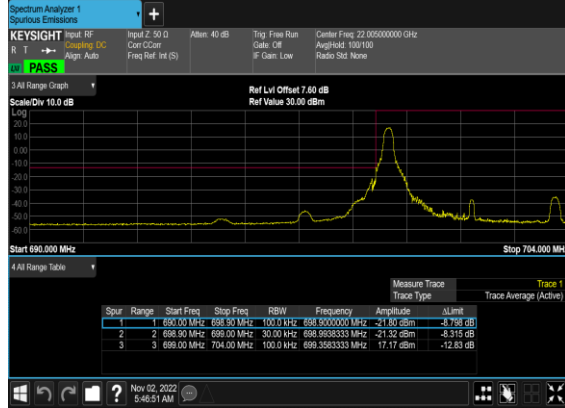 Spectrum Analyzer 1
Spurious Emissions
+
KEYSIGHT Input: RF Input Z: 50 Ω Atten: 40 dB Trig: Free Run Center Freq: 22.005000000 GHz
R T Coupling: DC Corr CCorr Gate: Off Avg|Hold: 100/100
Align: Auto Freq Ref: Int (S) IF Gain: Low Radio Std: None
PASS
3 All Range Graph
Ref Lvl Offset 7.60 dB
Scale/Div 10.0 dB Ref Value 30.00 dBm
Log
20.0
10.0
0.00
-10.0
-20.0
-30.0
-40.0
-50.0
-60.0
Start 690.000 MHz Stop 704.000 MH
4 All Range Table
Measure Trace Trace 1
Trace Type Trace Average (Active)
Spur Range Start Freq Stop Freq RBW Frequency Amplitude ΔLimit
1 1 690.00 MHz 698.90 MHz 100.0 kHz 698.9000000 MHz -21.80 dBm -8.798 dB
2 2 698.90 MHz 699.00 MHz 30.00 kHz 698.9938333 MHz -21.32 dBm -8.315 dB
3 3 699.00 MHz 704.00 MHz 100.0 kHz 699.3583333 MHz 17.17 dBm -12.83 dB
? Nov 02, 2022
5:46:51 AM